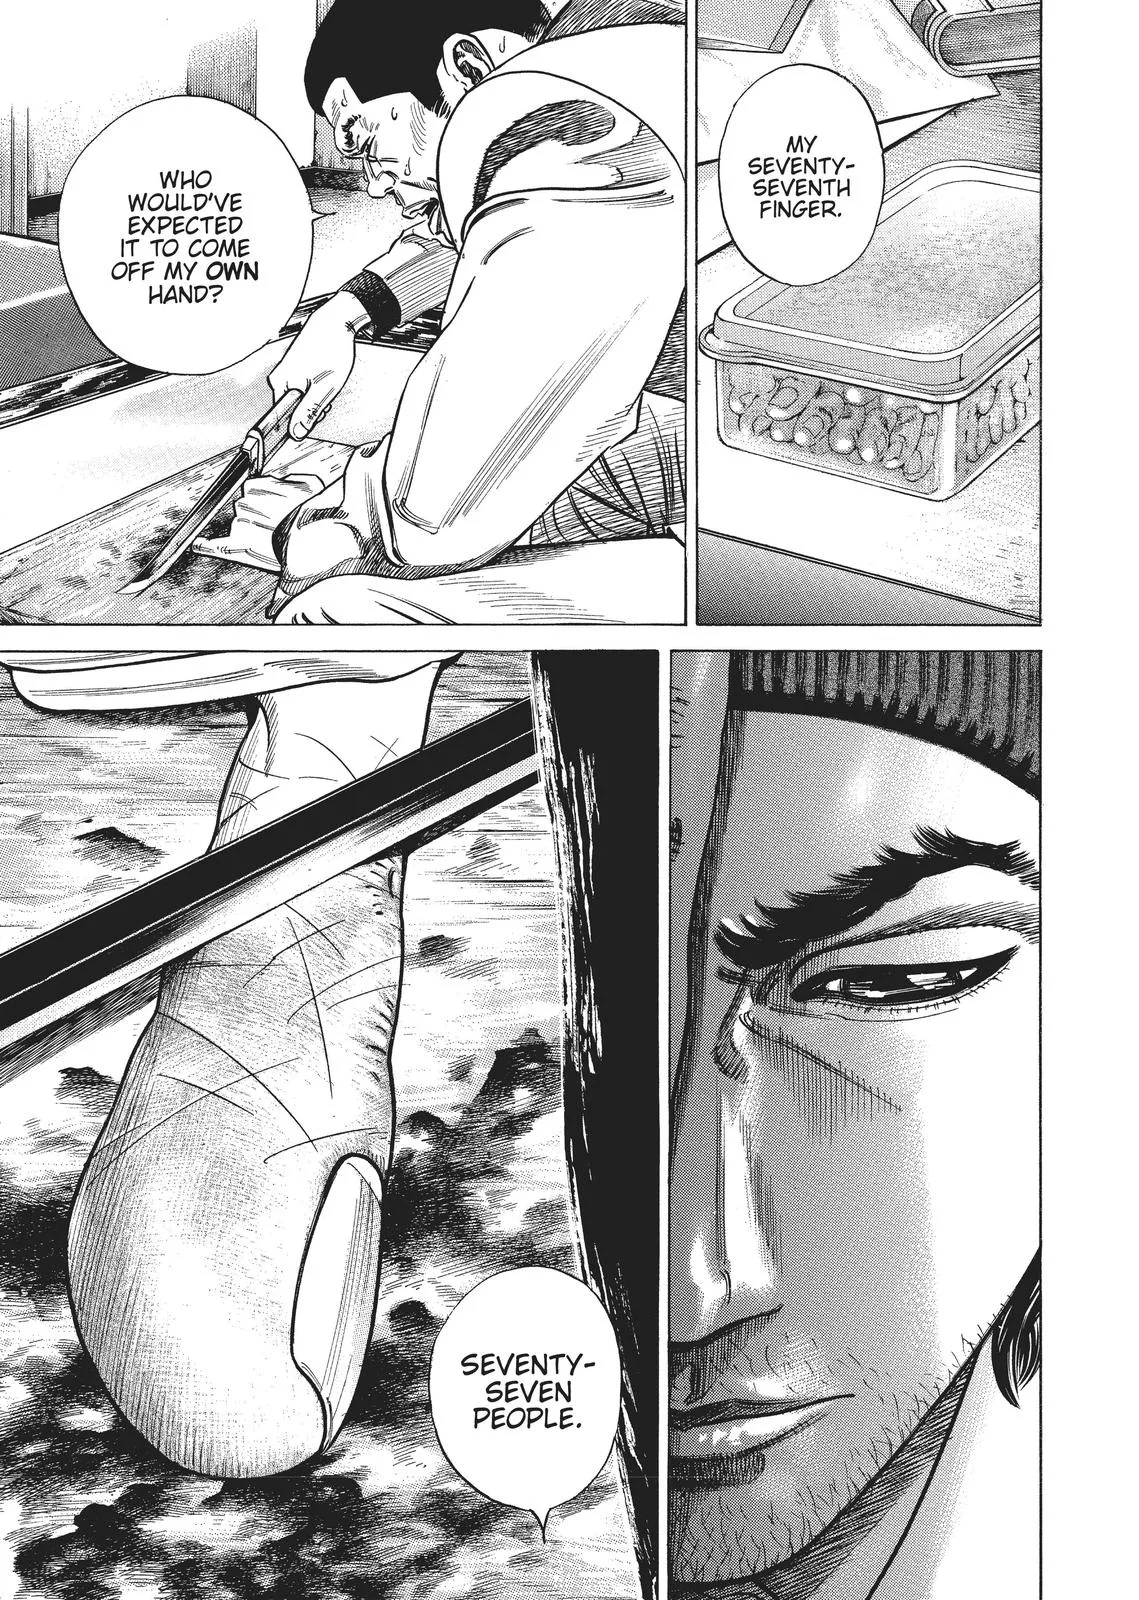 MY
SEVENTY-
SEVENTH
FINGER.
WHO
WOULD'VE
EXPECTED
IT TO COME
OFF MY OWN
HAND?
SEVENTY-
SEVEN
PEOPLE.